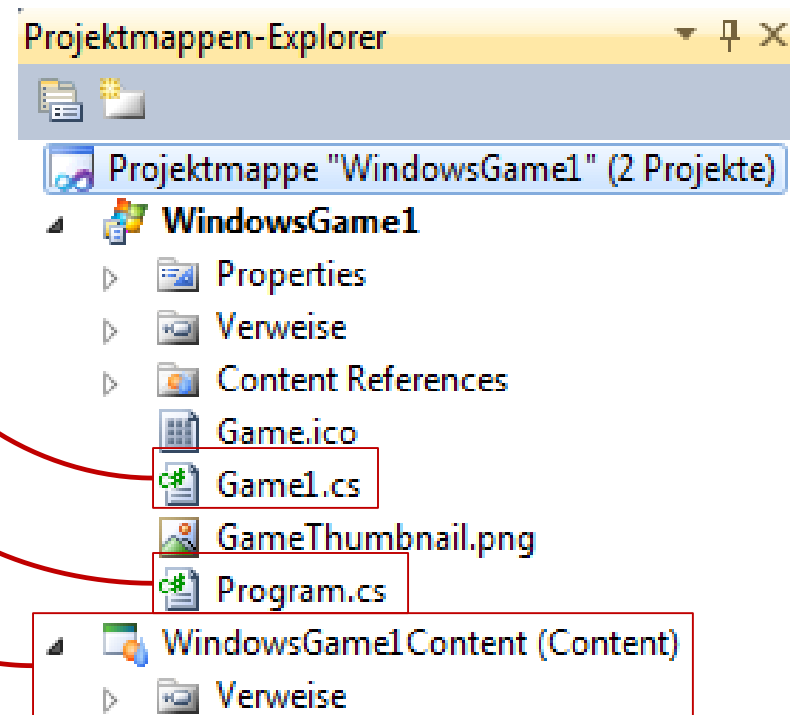 Projektmappen-Explorer
Projektmappe "WindowsGame1" (2 Projekte)
WindowsGame1
Properties
Verweise
Content References
Game.ico
C# Game1.cs
GameThumbnail.png
C# Program.cs
WindowsGame1Content (Content)
Verweise